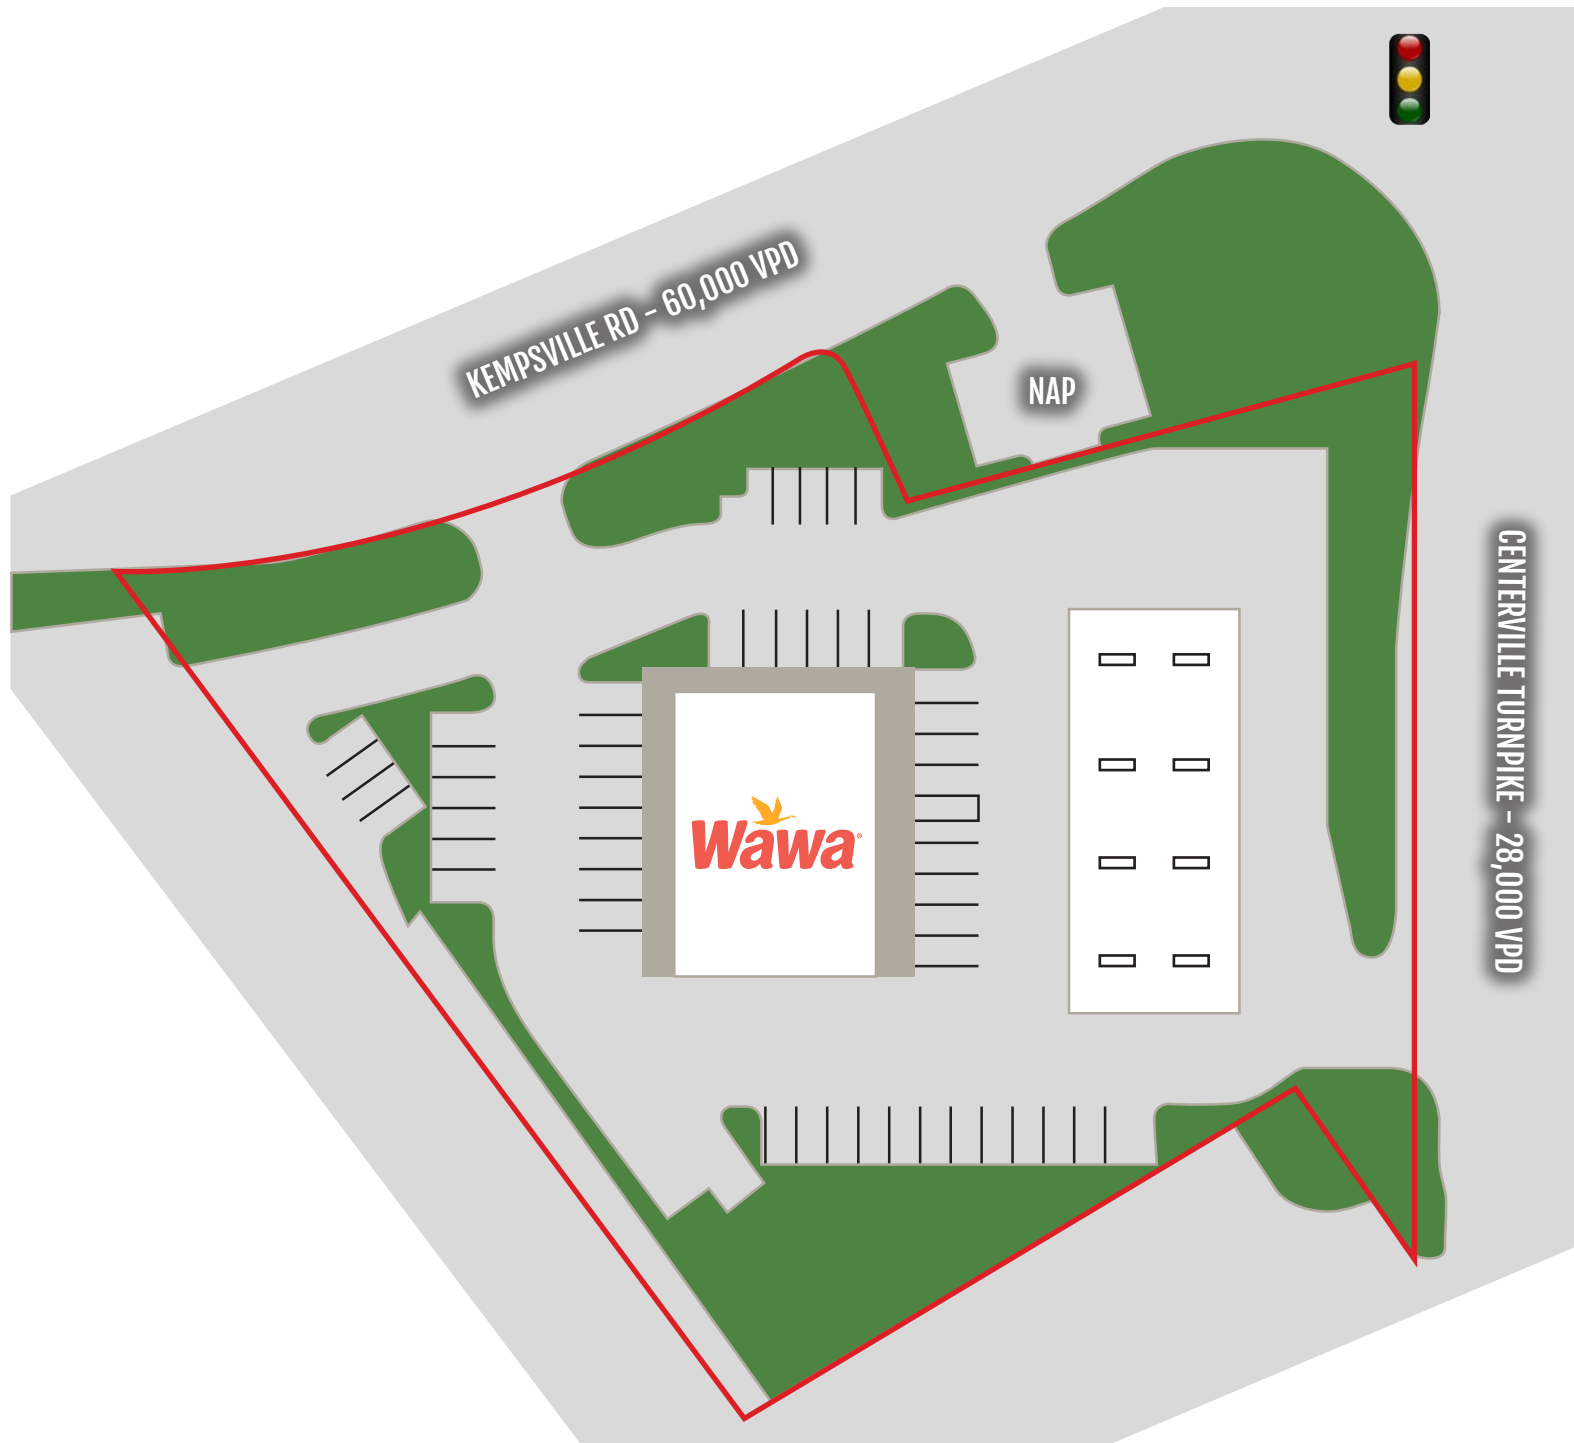 KEMPSVILLE RD - 60,000 VPD
NAP
CENTERVILLE TURNPIKE - 28,000 VPD
Wawa®